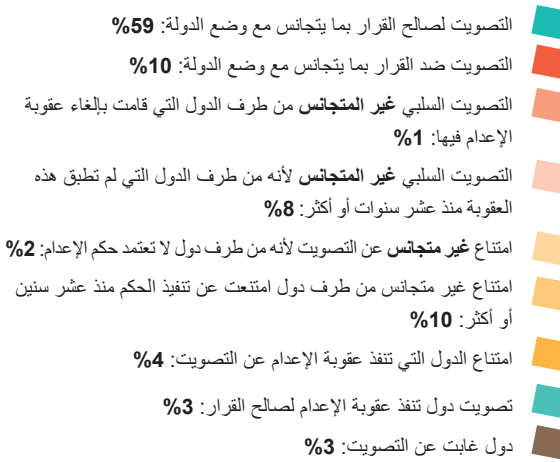 التصويت لصالح القرار بما يتجانس مع وضع الدولة: 59%
التصويت ضد القرار بما يتجانس مع وضع الدولة: 10%
التصويت السلبي غير المتجانس من طرف الدول التي قامت بإلغاء عقوبة
الإعدام فيها: 1%
التصويت السلبي غير المتجانس لأنه من طرف الدول التي لم تطبق هذه
العقوبة منذ عشر سنوات أو أكثر: 8%
امتناع غير متجانس عن التصويت لأنه من طرف دول لا تعتمد حكم الإعدام: 2%
امتناع غير متجانس من طرف دول امتنعت عن تنفيذ الحكم منذ عشر سنين
أو أكثر: 10%
امتناع الدول التي تنفذ عقوبة الإعدام عن التصويت: 4%
تصويت دول تنفذ عقوبة الإعدام لصالح القرار: 3%
دول غابت عن التصويت: 3%